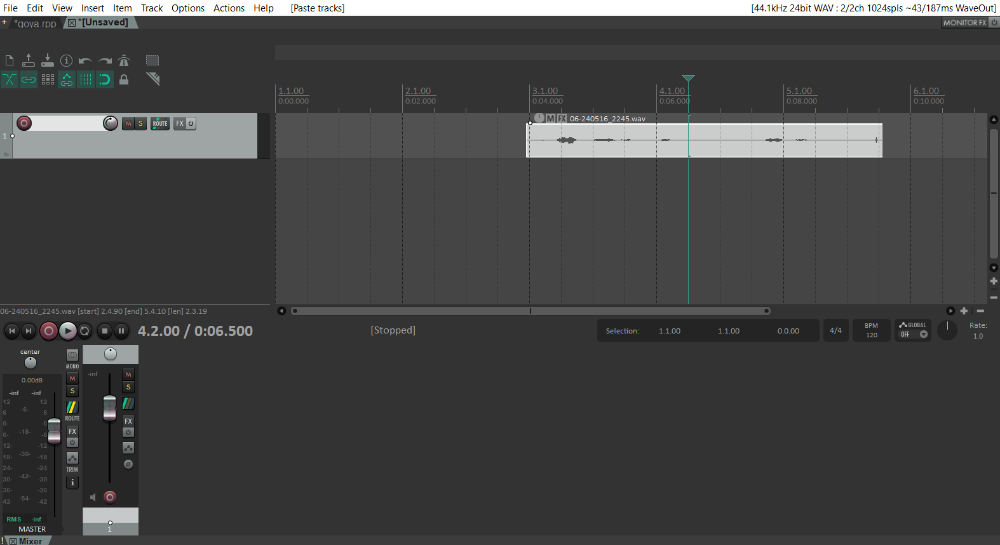 File Edit View Insert Item Track Options Actions Help [Paste tracks] [44.1kHz 24bit WAV : 2/2ch 1024spls ~43/187ms WaveOut]
+ *goya.rpp *[Unsaved] MONITOR FX
1.1.00 2.1.00 3.1.00 4.1.00 5.1.00 6.1.00
0:00.000 0:02.000 0:04.000 0:06.000 0:08.000 0:10.000
M FX 06-240516_2245.wav
M S ROUTE FX
1
06-240516_2245.wav [start] 2.4.90 [end] 5.4.10 [len] 2.3.19
4.2.00 / 0:06.500 [Stopped] Selection: 1.1.00 1.1.00 0.0.00 4/4 BPM 120 GLOBAL OFF Rate: 1.0
center
MONO
0.00dB
-inf -inf
12 12
6 -6- 6
0- -0
6- -18- -6
12- -12
18- -30- -18
24- -24
30- -42- -30
36- -36
42- -54- -42
RMS -inf
MASTER
M
S
ROUTE
FX
TRIM
i
-inf
M
S
FX
1
! Mixer